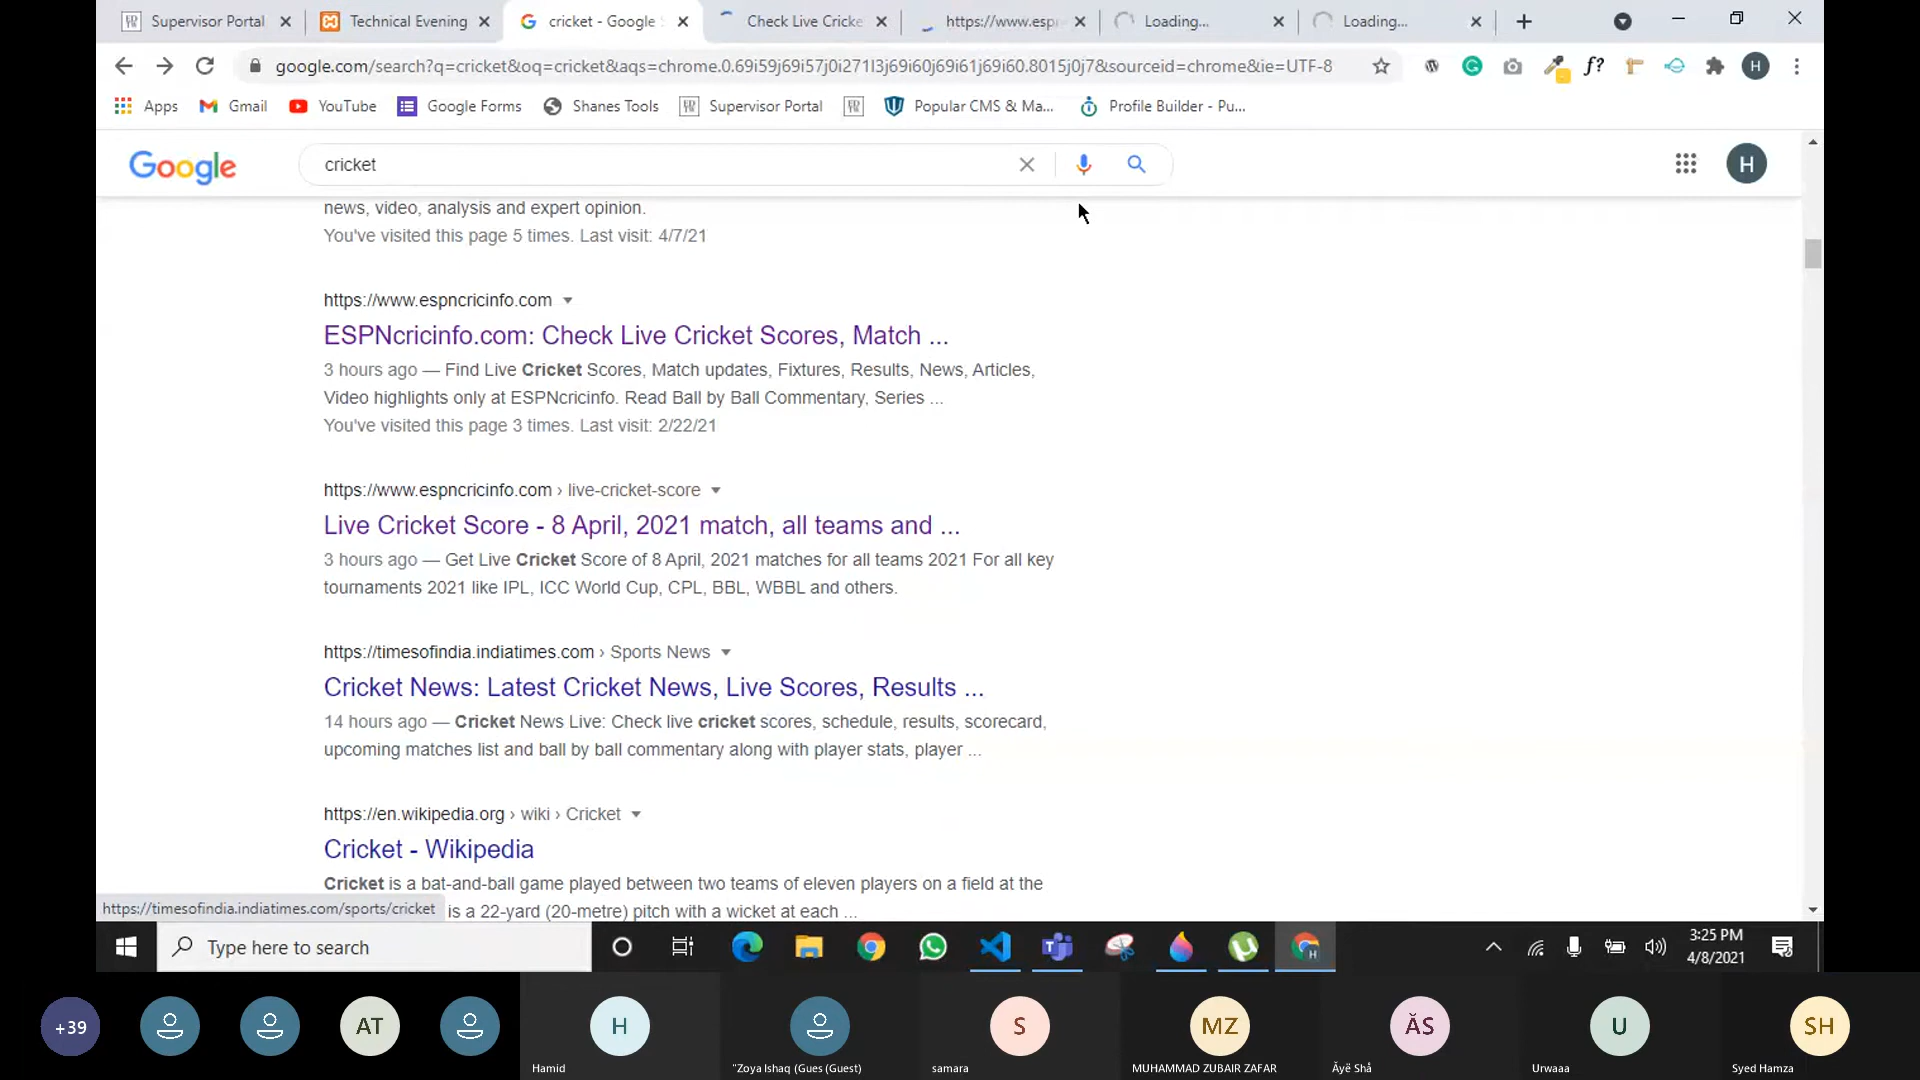 Supervisor Portal
Technical Evening
cricket - Google S
Check Live Cricke
https://www.espn
Loading...
Loading...
google.com/search?q=cricket&oq=cricket&aqs=chrome.0.69i59j69i57j0i271l3j69i60j69i61j69i60.8015j0j7&sourceid=chrome&ie=UTF-8
f?
H
Apps
Gmail
YouTube
Google Forms
Shanes Tools
Supervisor Portal
Popular CMS & Ma...
Profile Builder - Pu...
Google
cricket
H
news, video, analysis and expert opinion.
You've visited this page 5 times. Last visit: 4/7/21
https://www.espncricinfo.com
ESPNcricinfo.com: Check Live Cricket Scores, Match ...
3 hours ago — Find Live Cricket Scores, Match updates, Fixtures, Results, News, Articles,
Video highlights only at ESPNcricinfo. Read Ball by Ball Commentary, Series ...
You've visited this page 3 times. Last visit: 2/22/21
https://www.espncricinfo.com › live-cricket-score
Live Cricket Score - 8 April, 2021 match, all teams and ...
3 hours ago — Get Live Cricket Score of 8 April, 2021 matches for all teams 2021 For all key
tournaments 2021 like IPL, ICC World Cup, CPL, BBL, WBBL and others.
https://timesofindia.indiatimes.com › Sports News
Cricket News: Latest Cricket News, Live Scores, Results ...
14 hours ago — Cricket News Live: Check live cricket scores, schedule, results, scorecard,
upcoming matches list and ball by ball commentary along with player stats, player ...
https://en.wikipedia.org › wiki › Cricket
Cricket - Wikipedia
Cricket is a bat-and-ball game played between two teams of eleven players on a field at the
is a 22-yard (20-metre) pitch with a wicket at each ...
https://timesofindia.indiatimes.com/sports/cricket
Type here to search
3:25 PM
4/8/2021
+39
AT
H
S
MZ
ÃS
U
SH
Hamid
"Zoya Ishaq (Gues (Guest)
samara
MUHAMMAD ZUBAIR ZAFAR
Ãyë Shå
Urwaaa
Syed Hamza